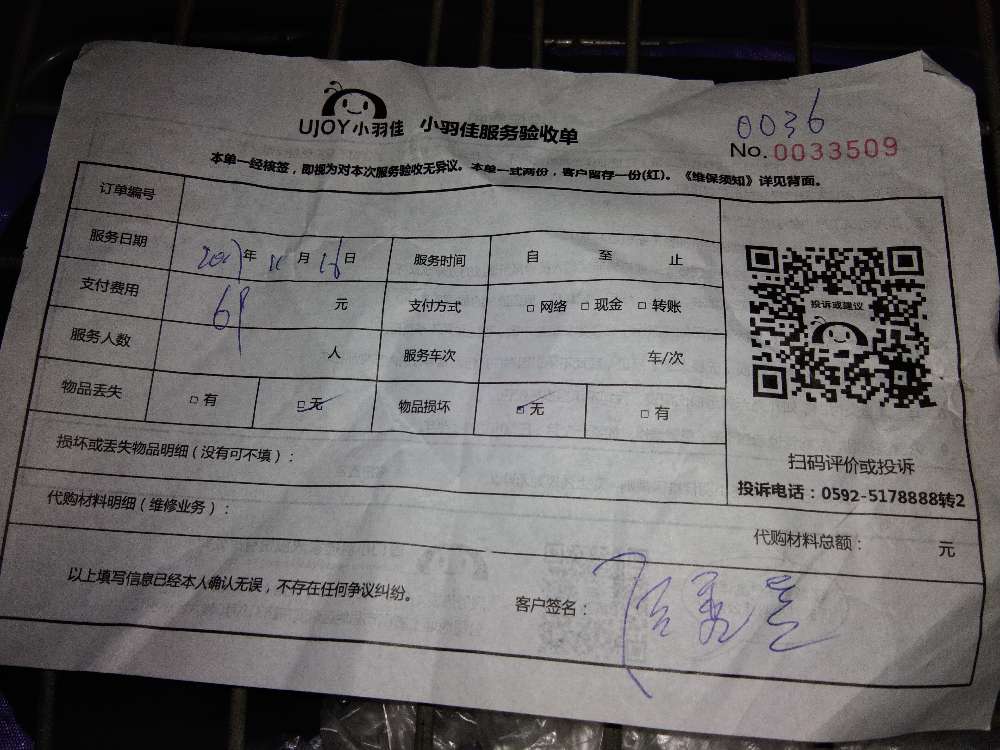 UJOY小羽佳 小羽佳服务验收单
0036
No. 0033509
本单一经核签,即视为对本次服务验收无异议。本单一式两份,客户留存一份(红)。《维保须知》详见背面。
订单编号
服务日期 年 月 日 服务时间 自 至 止
支付费用 元 支付方式 □ 网络 □ 现金 □ 转账
服务人数 人 服务车次 车/次
物品丢失 □ 有 □ 无 物品损坏 □ 无 □ 有
投诉或建议
扫码评价或投诉
投诉电话:0592-5178888转2
损坏或丢失物品明细(没有可不填):
代购材料明细(维修业务): 代购材料总额: 元
以上填写信息已经本人确认无误,不存在任何争议纠纷。 客户签名: